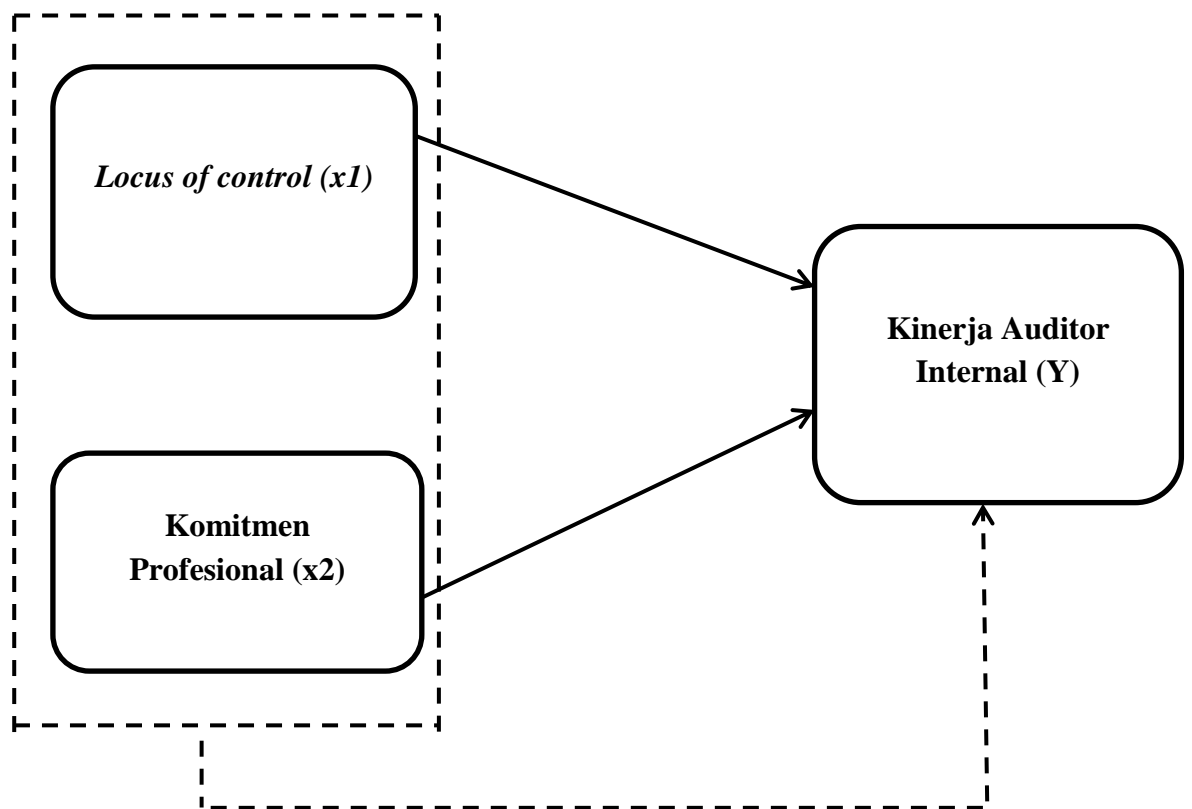 Locus of control (x1)
Kinerja Auditor
Internal (Y)
Komitmen
Profesional (x2)